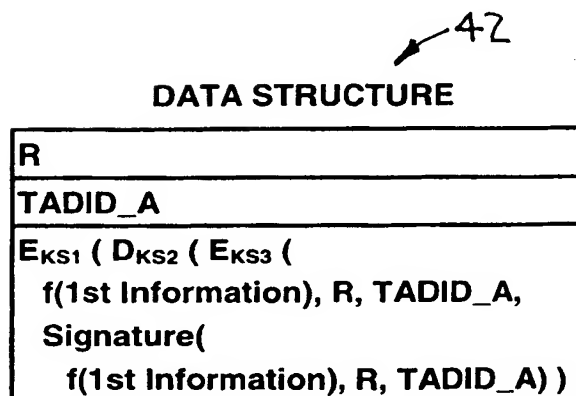 42
DATA STRUCTURE
R
TADID_A
EKS1 ( DKS2 ( EKS3 (
f(1st Information), R, TADID_A,
Signature(
f(1st Information), R, TADID_A) )